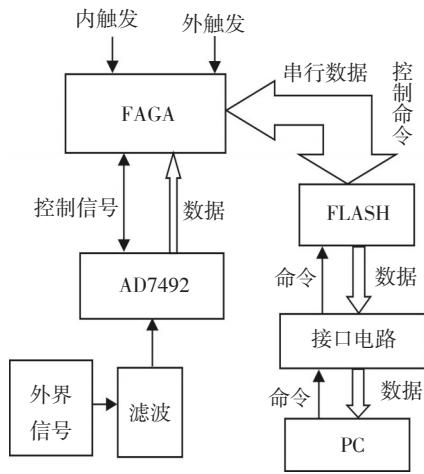 内触发
外触发
串行数据
控制命令
FAGA
控制信号
数据
FLASH
AD7492
命令
数据
接口电路
外界
信号
滤波
命令
数据
PC